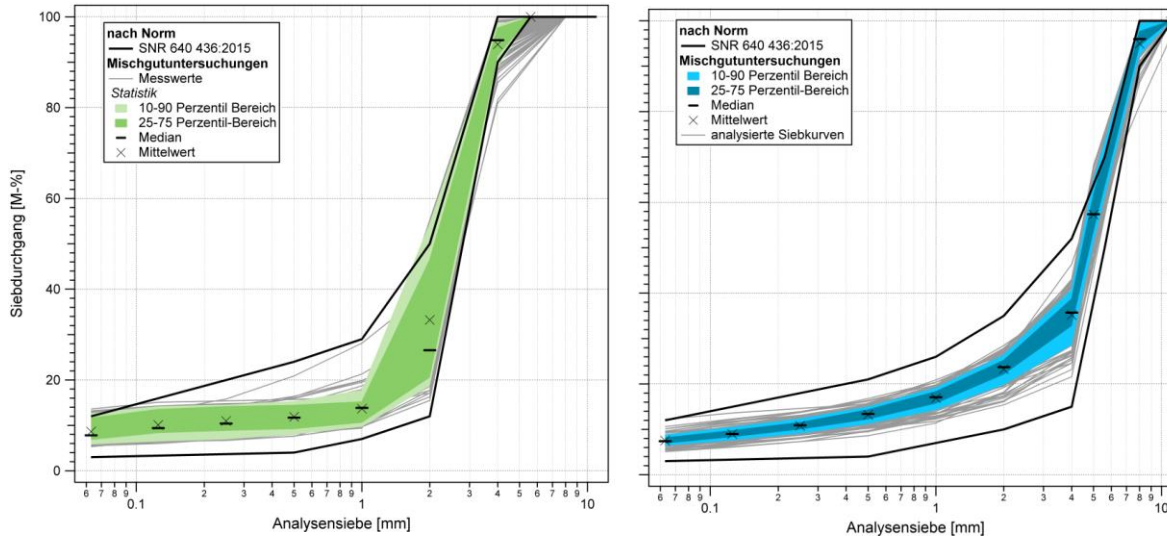 nach Norm
SNR 640 436:2015
Mischgutuntersuchungen
Messwerte
Statistik
10-90 Perzentil Bereich
25-75 Perzentil-Bereich
Median
Mittelwert
Siebdurchgang [M-%]
100
80
60
40
20
0
6 7 8 9 2 3 4 5 6 7 8 9 2 3 4 5 6 7 8 9
0.1 1 10
Analysensiebe [mm]
nach Norm
SNR 640 436:2015
Mischgutuntersuchungen
10-90 Perzentil Bereich
25-75 Perzentil-Bereich
Median
Mittelwert
analysierte Siebkurven
6 7 8 9 2 3 4 5 6 7 8 9 2 3 4 5 6 7 8 9
0.1 1 10
Analysensiebe [mm]